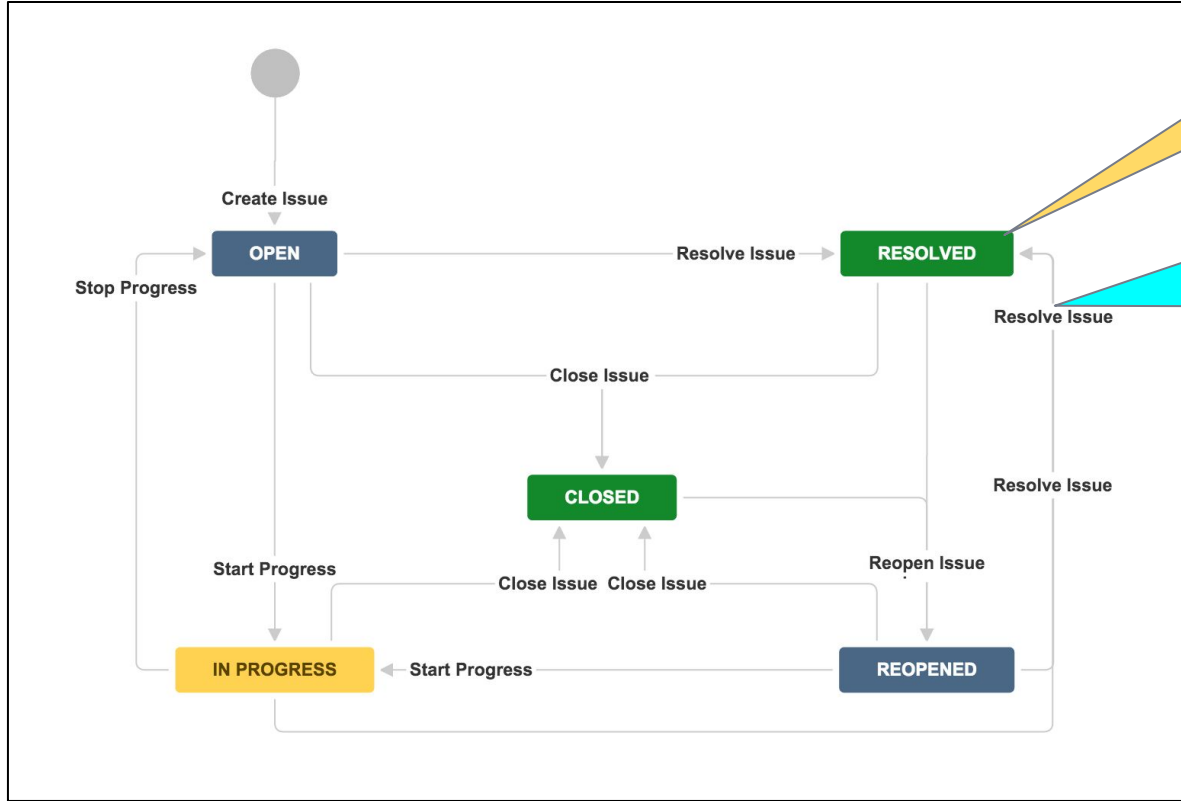 Create Issue
OPEN
Resolve Issue
RESOLVED
Stop Progress
Resolve Issue
Close Issue
CLOSED
Resolve Issue
Start Progress
Close Issue
Close Issue
Reopen Issue
IN PROGRESS
Start Progress
REOPENED